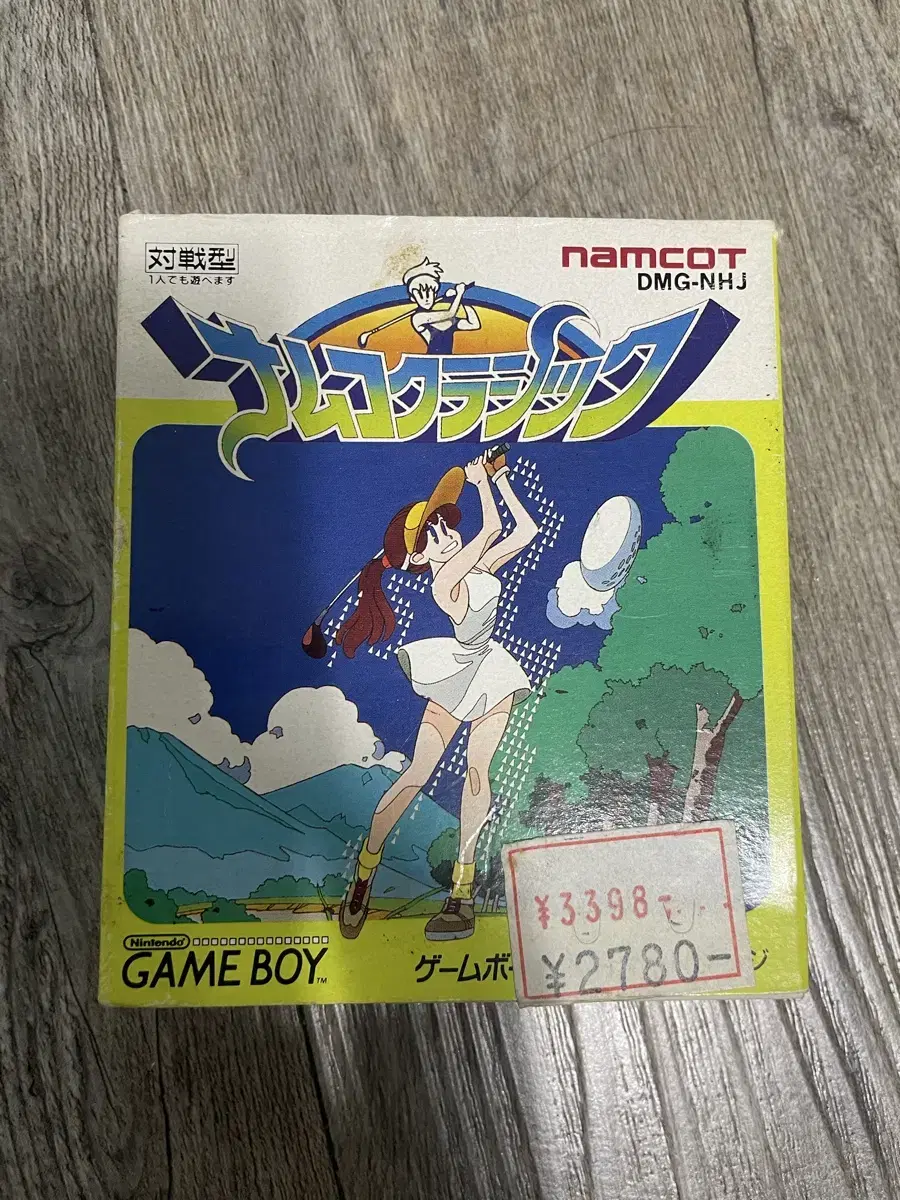 対戦型
1人でも遊べます
namcoT
DMG-NHJ
ナムコクラシック
¥3398
¥2780-
Nintendo
GAME BOY™
ゲームボー
ジ